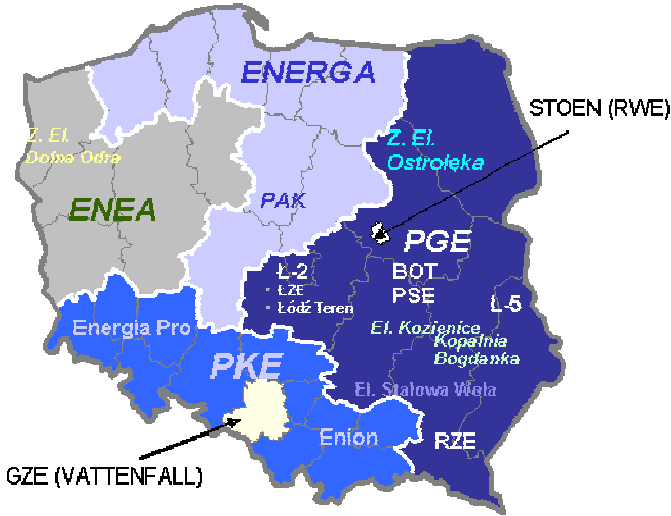 ENERGA
STOEN (RWE)
Z. El.
Dolna Odra
Z. El.
Ostrołęka
ENEA
PAK
PGE
Ł-2
• ŁZE
• Łódź Teren
BOT
PSE
L-5
El. Kozienice
Kopalnia
Bogdanka
Energia Pro
PKE
El. Stalowa Wola
Enion
RZE
GZE (VATTENFALL)